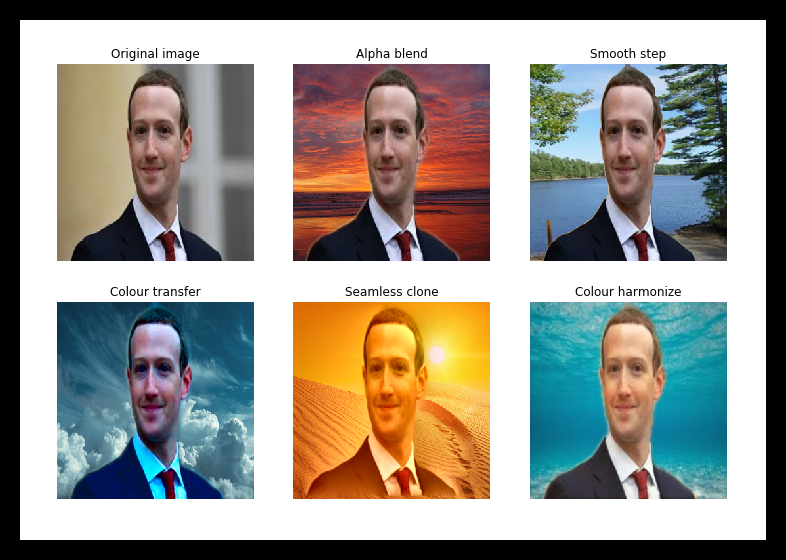 Original image
Alpha blend
Smooth step
Colour transfer
Seamless clone
Colour harmonize